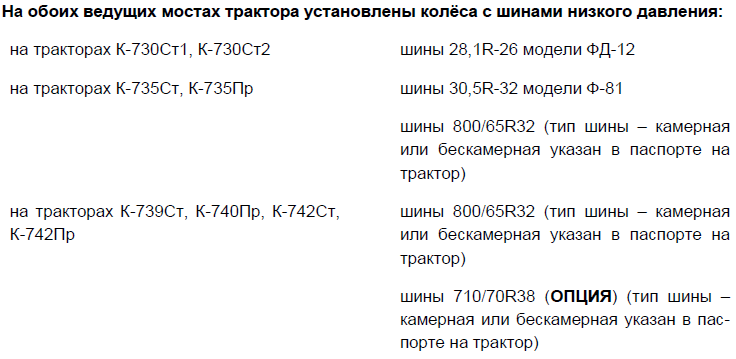 На обоих ведущих мостах трактора установлены колёса с шинами низкого давления:
на тракторах К-730Ст1, К-730Ст2
шины 28,1R-26 модели ФД-12
на тракторах К-735Ст, К-735Пр
шины 30,5R-32 модели Ф-81
шины 800/65R32 (тип шины – камерная
или бескамерная указан в паспорте на
трактор)
на тракторах К-739Ст, К-740Пр, К-742Ст,
К-742Пр
шины 800/65R32 (тип шины – камерная
или бескамерная указан в паспорте на
трактор)
шины 710/70R38 (ОПЦИЯ) (тип шины –
камерная или бескамерная указан в пас-
порте на трактор)